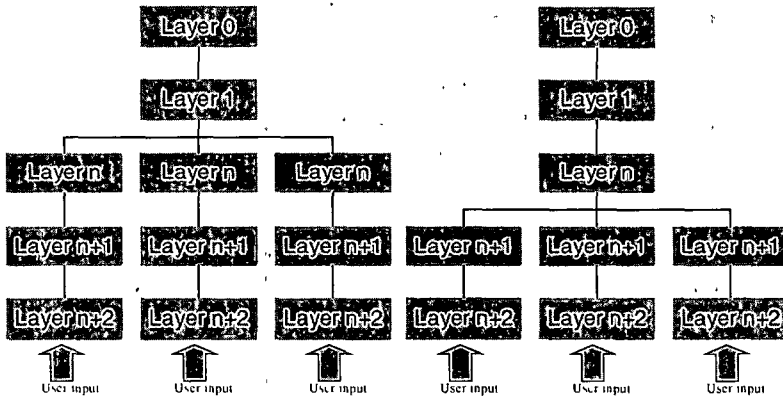 Layer 0 Layer 0
Layer 1 Layer 1
Layer n Layer n Layer n Layer n
Layer n+1 Layer n+1 Layer n+1 Layer n+1 Layer n+1 Layer n+1
Layer n+2 Layer n+2 Layer n+2 Layer n+2 Layer n+2 Layer n+2
User input User input User input User input User input User input